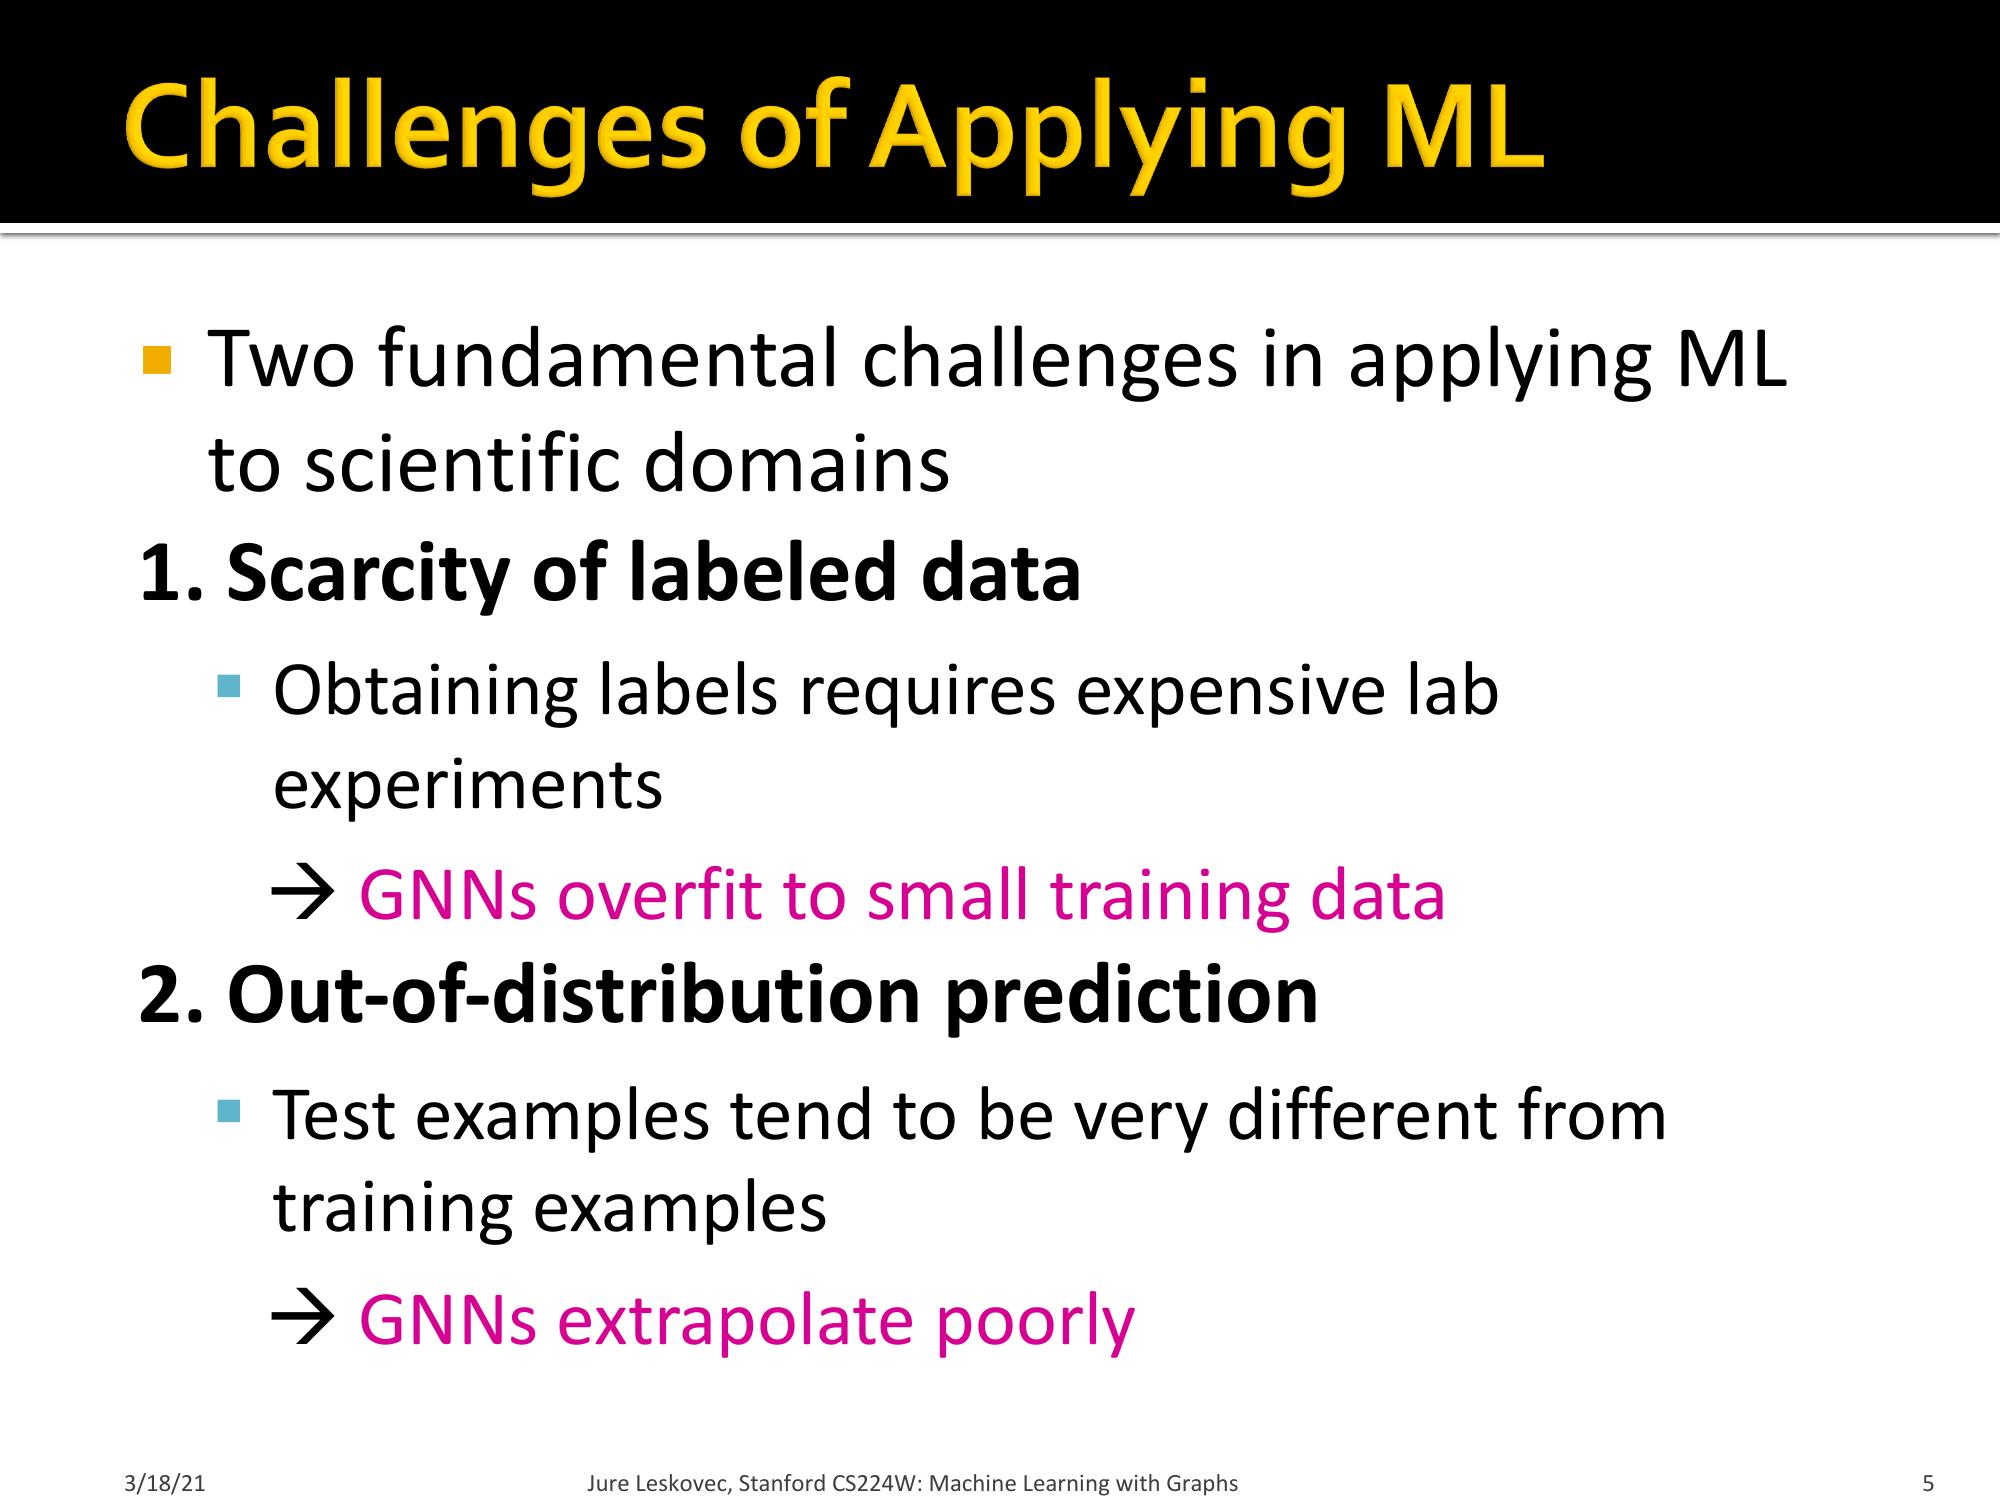 Challenges of Applying ML
Two fundamental challenges in applying ML
to scientific domains
1. Scarcity of labeled data
Obtaining labels requires expensive lab
experiments
→ GNNs overfit to small training data
2. Out-of-distribution prediction
Test examples tend to be very different from
training examples
→ GNNs extrapolate poorly
3/18/21
Jure Leskovec, Stanford CS224W: Machine Learning with Graphs
5